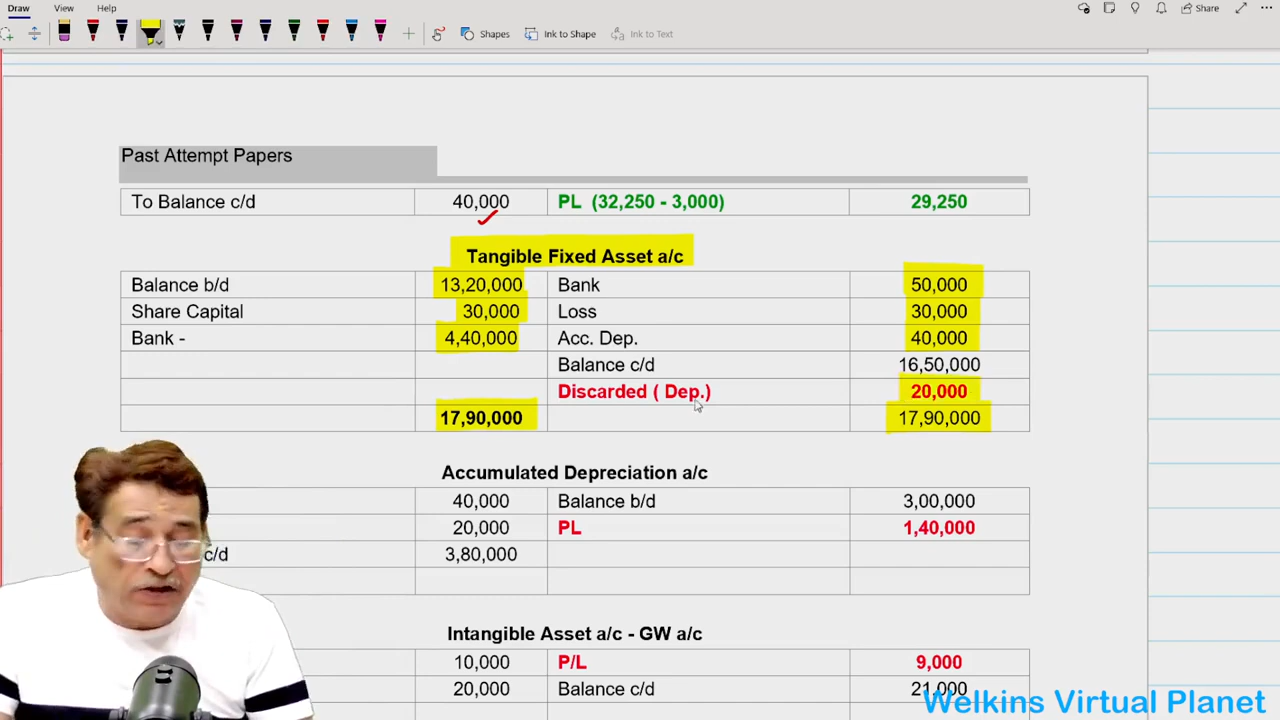 Draw View Help
Shapes Ink to Shape Ink to Text Share
Past Attempt Papers
To Balance c/d 40,000 PL (32,250 - 3,000) 29,250
Tangible Fixed Asset a/c
Balance b/d 13,20,000 Bank 50,000
Share Capital 30,000 Loss 30,000
Bank - 4,40,000 Acc. Dep. 40,000
Balance c/d 16,50,000
Discarded ( Dep.) 20,000
17,90,000 17,90,000
Accumulated Depreciation a/c
40,000 Balance b/d 3,00,000
20,000 PL 1,40,000
c/d 3,80,000
Intangible Asset a/c - GW a/c
10,000 P/L 9,000
20,000 Balance c/d 21,000
Welkins Virtual Planet